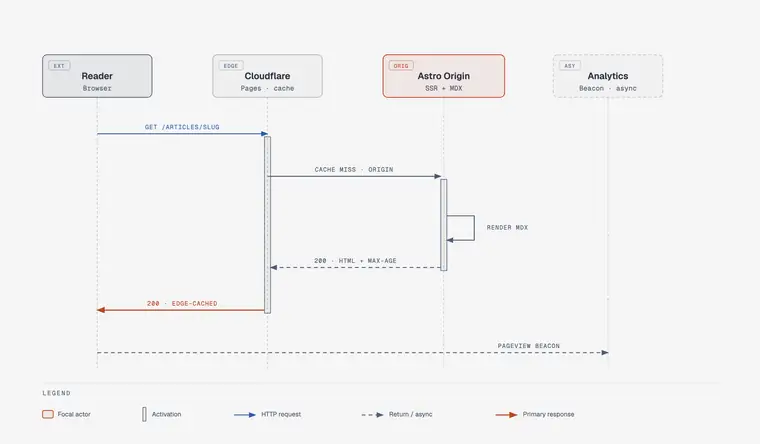 EXT
Reader
Browser
EDGE
Cloudflare
Pages · cache
ORIG
Astro Origin
SSR + MDX
ASY
Analytics
Beacon · async
GET /ARTICLES/SLUG
CACHE MISS · ORIGIN
RENDER MDX
200 · HTML + MAX-AGE
200 · EDGE-CACHED
PAGEVIEW BEACON
LEGEND
Focal actor
Activation
HTTP request
Return / async
Primary response